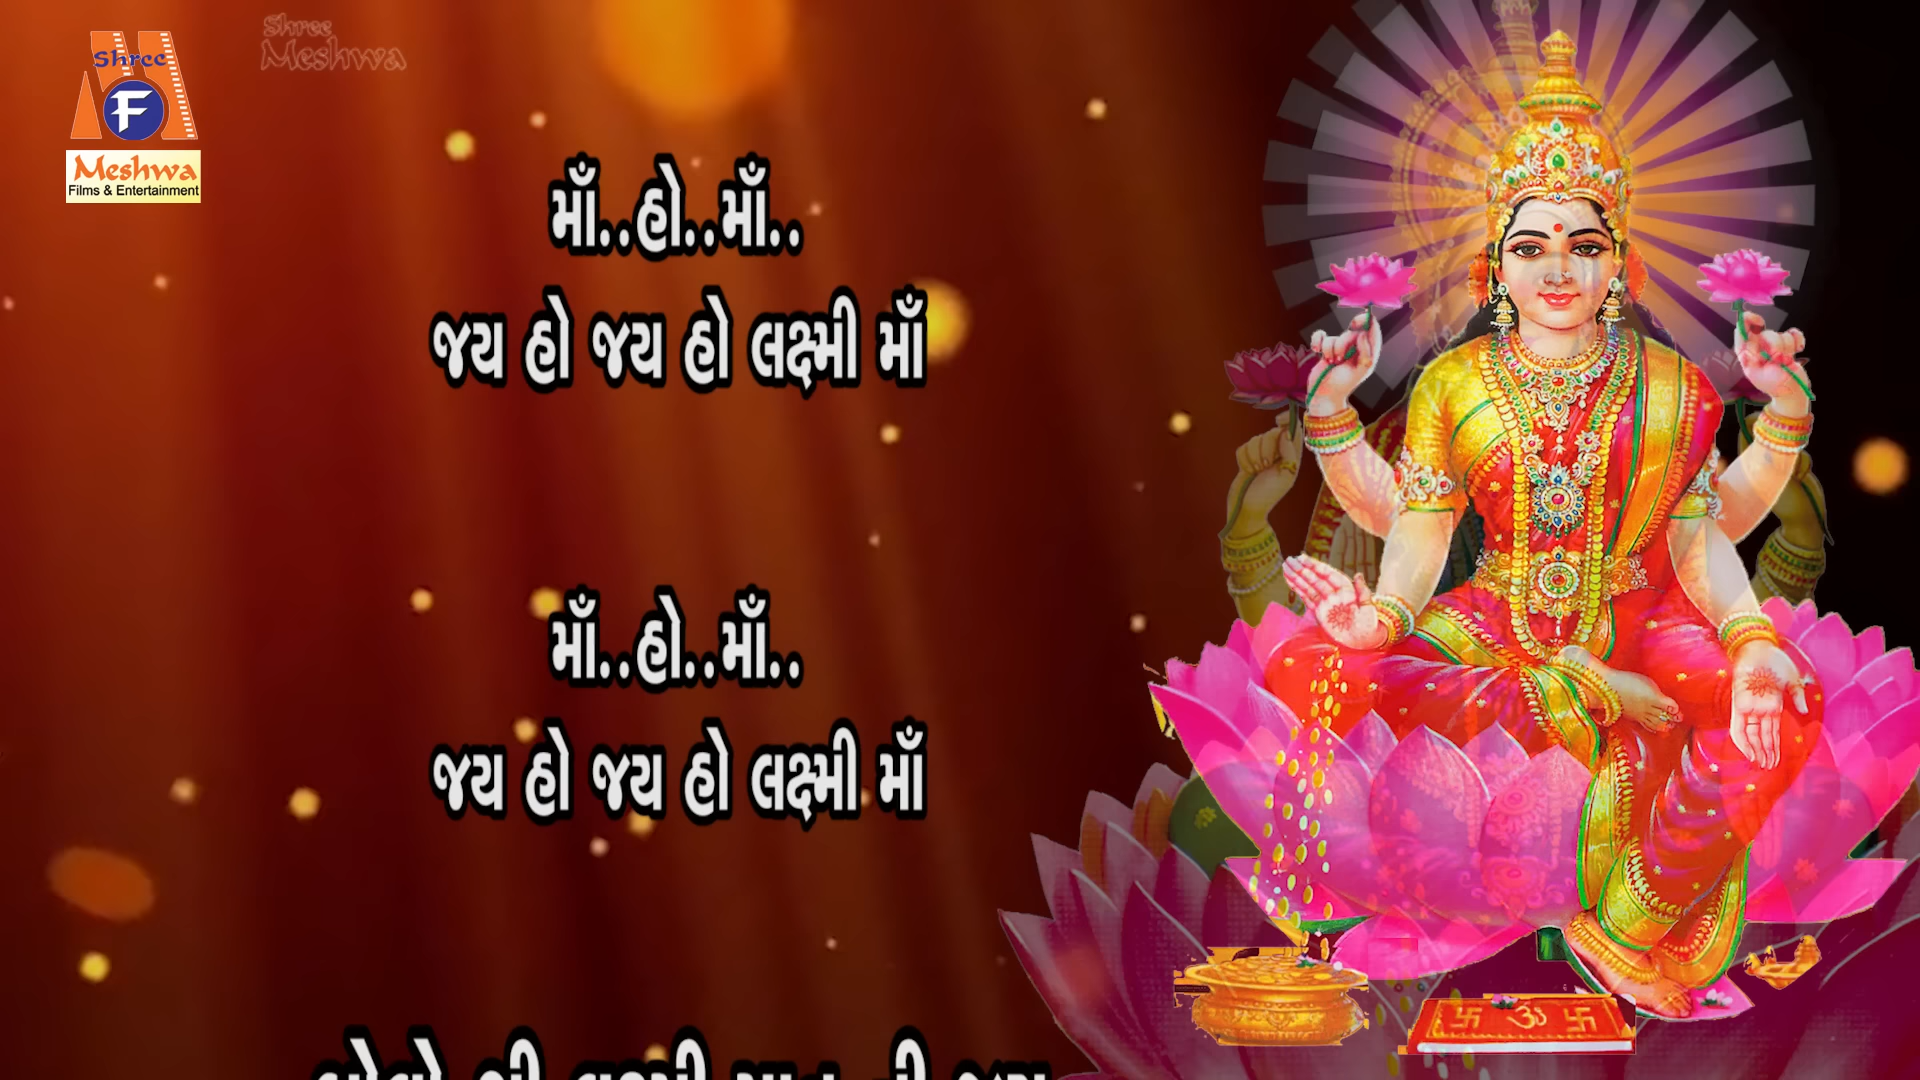 Shree
F
Meshwa
Films & Entertainment
Shree
Meshwa
માઁ..હો..માઁ..
જય હો જય હો લક્ષ્મી માઁ
માઁ..હો..માઁ..
જય હો જય હો લક્ષ્મી માઁ
ॐ